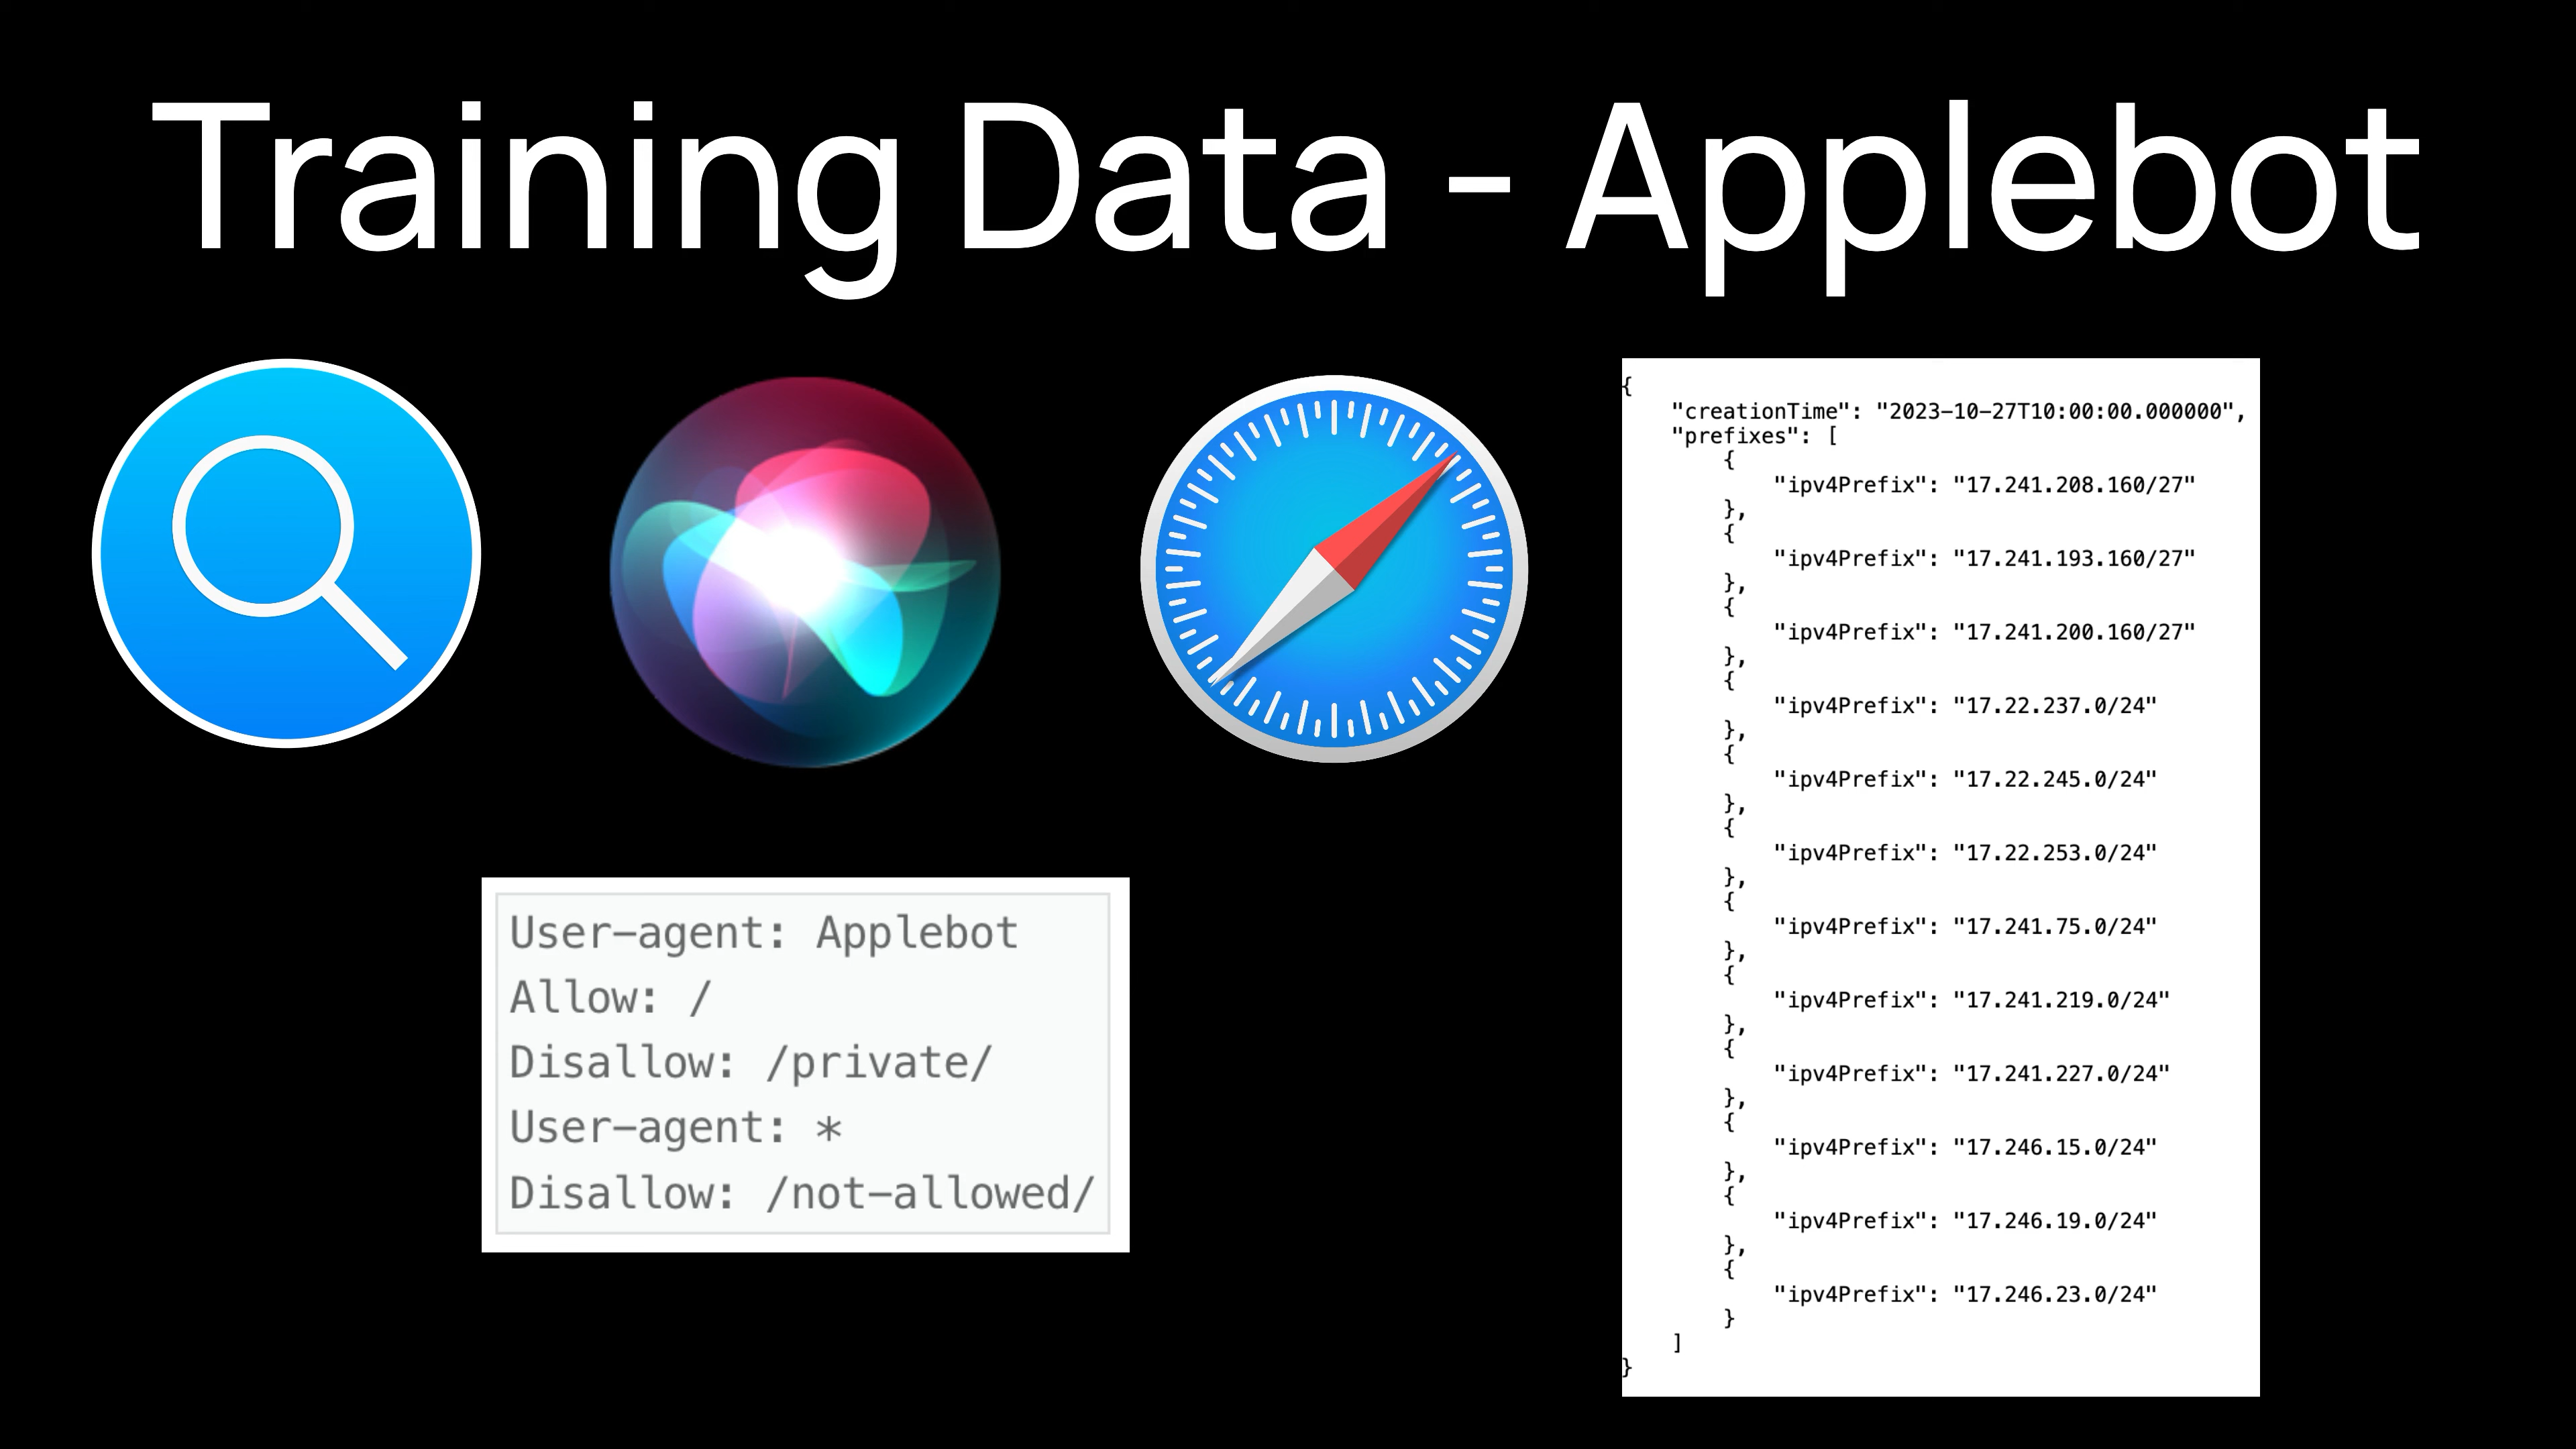 Training Data - Applebot
User-agent: Applebot
Allow: /
Disallow: /private/
User-agent: *
Disallow: /not-allowed/
{
"creationTime": "2023-10-27T10:00:00.000000",
"prefixes": [
{
"ipv4Prefix": "17.241.208.160/27"
},
{
"ipv4Prefix": "17.241.193.160/27"
},
{
"ipv4Prefix": "17.241.200.160/27"
},
{
"ipv4Prefix": "17.22.237.0/24"
},
{
"ipv4Prefix": "17.22.245.0/24"
},
{
"ipv4Prefix": "17.22.253.0/24"
},
{
"ipv4Prefix": "17.241.75.0/24"
},
{
"ipv4Prefix": "17.241.219.0/24"
},
{
"ipv4Prefix": "17.241.227.0/24"
},
{
"ipv4Prefix": "17.246.15.0/24"
},
{
"ipv4Prefix": "17.246.19.0/24"
},
{
"ipv4Prefix": "17.246.23.0/24"
}
]
}